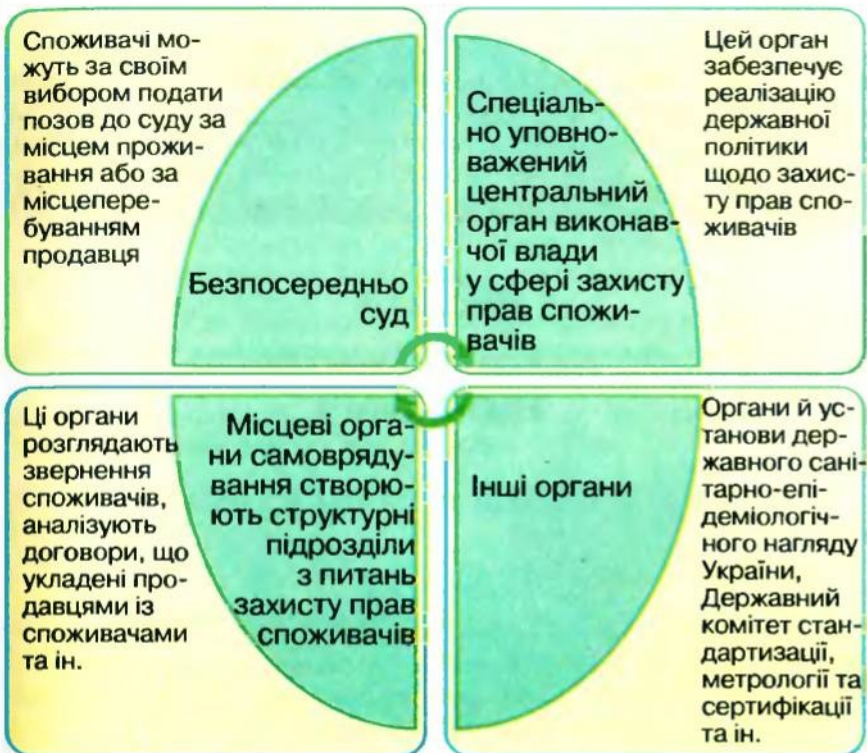 Споживачі мо-
жуть за своїм
вибором подати
позов до суду за
місцем прожи-
вання або за
місцепере-
буванням
продавця
Безпосередньо
суд
Спеціаль-
но уповно-
важений
центральний
орган виконав-
чої влади
у сфері захисту
прав спожи-
вачів
Цей орган
забезпечує
реалізацію
державної
політики
щодо захис-
ту прав спо-
живачів
Ці органи
розглядають
звернення
споживачів,
аналізують
договори, що
укладені про-
давцями із
споживачами
та ін.
Місцеві орга-
ни самовряду-
вання створю-
ють структурні
підрозділи
з питань
захисту прав
споживачів
Інші органи
Органи й ус-
танови дер-
жавного сані-
тарно-епі-
деміологіч-
ного нагляду
України,
Державний
комітет стан-
дартизації,
метрології та
сертифікації
та ін.